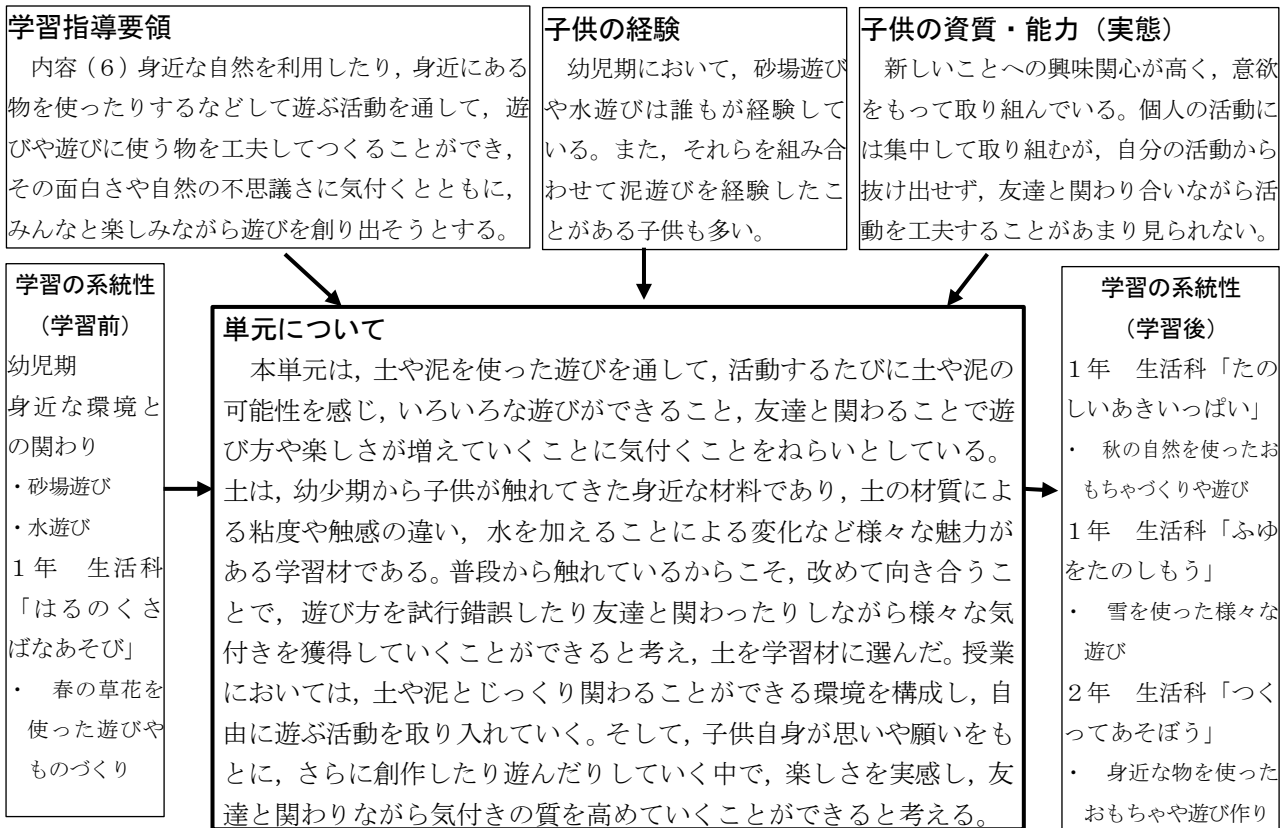 学習指導要領
　内容（６）身近な自然を利用したり，身近にある
物を使ったりするなどして遊ぶ活動を通して，遊
びや遊びに使う物を工夫してつくることができ，
その面白さや自然の不思議さに気付くとともに，
みんなと楽しみながら遊びを創り出そうとする。
子供の経験
　幼児期において，砂場遊び
や水遊びは誰もが経験して
いる。また，それらを組み合
わせて泥遊びを経験したこ
とがある子供も多い。
子供の資質・能力（実態）
　新しいことへの興味関心が高く，意欲
をもって取り組んでいる。個人の活動に
は集中して取り組むが，自分の活動から
抜け出せず，友達と関わり合いながら活
動を工夫することがあまり見られない。
学習の系統性
（学習前）
幼児期
身近な環境と
の関わり
・砂場遊び
・水遊び
１年　生活科
「はるのくさ
ばなあそび」
・　春の草花を
使った遊びや
ものづくり
単元について
　本単元は，土や泥を使った遊びを通して，活動するたびに土や泥の
可能性を感じ，いろいろな遊びができること，友達と関わることで遊
び方や楽しさが増えていくことに気付くことをねらいとしている。
土は，幼少期から子供が触れてきた身近な材料であり，土の材質によ
る粘度や触感の違い，水を加えることによる変化など様々な魅力が
ある学習材である。普段から触れているからこそ，改めて向き合うこ
とで，遊び方を試行錯誤したり友達と関わったりしながら様々な気
付きを獲得していくことができると考え，土を学習材に選んだ。授業
においては，土や泥とじっくり関わることができる環境を構成し，自
由に遊ぶ活動を取り入れていく。そして，子供自身が思いや願いをも
とに，さらに創作したり遊んだりしていく中で，楽しさを実感し，友
達と関わりながら気付きの質を高めていくことができると考える。
学習の系統性
（学習後）
１年　生活科「たの
しいあきいっぱい」
・　秋の自然を使ったお
もちゃづくりや遊び
１年　生活科「ふゆ
をたのしもう」
・　雪を使った様々な
遊び
２年　生活科「つく
ってあそぼう」
・　身近な物を使った
おもちゃや遊び作り